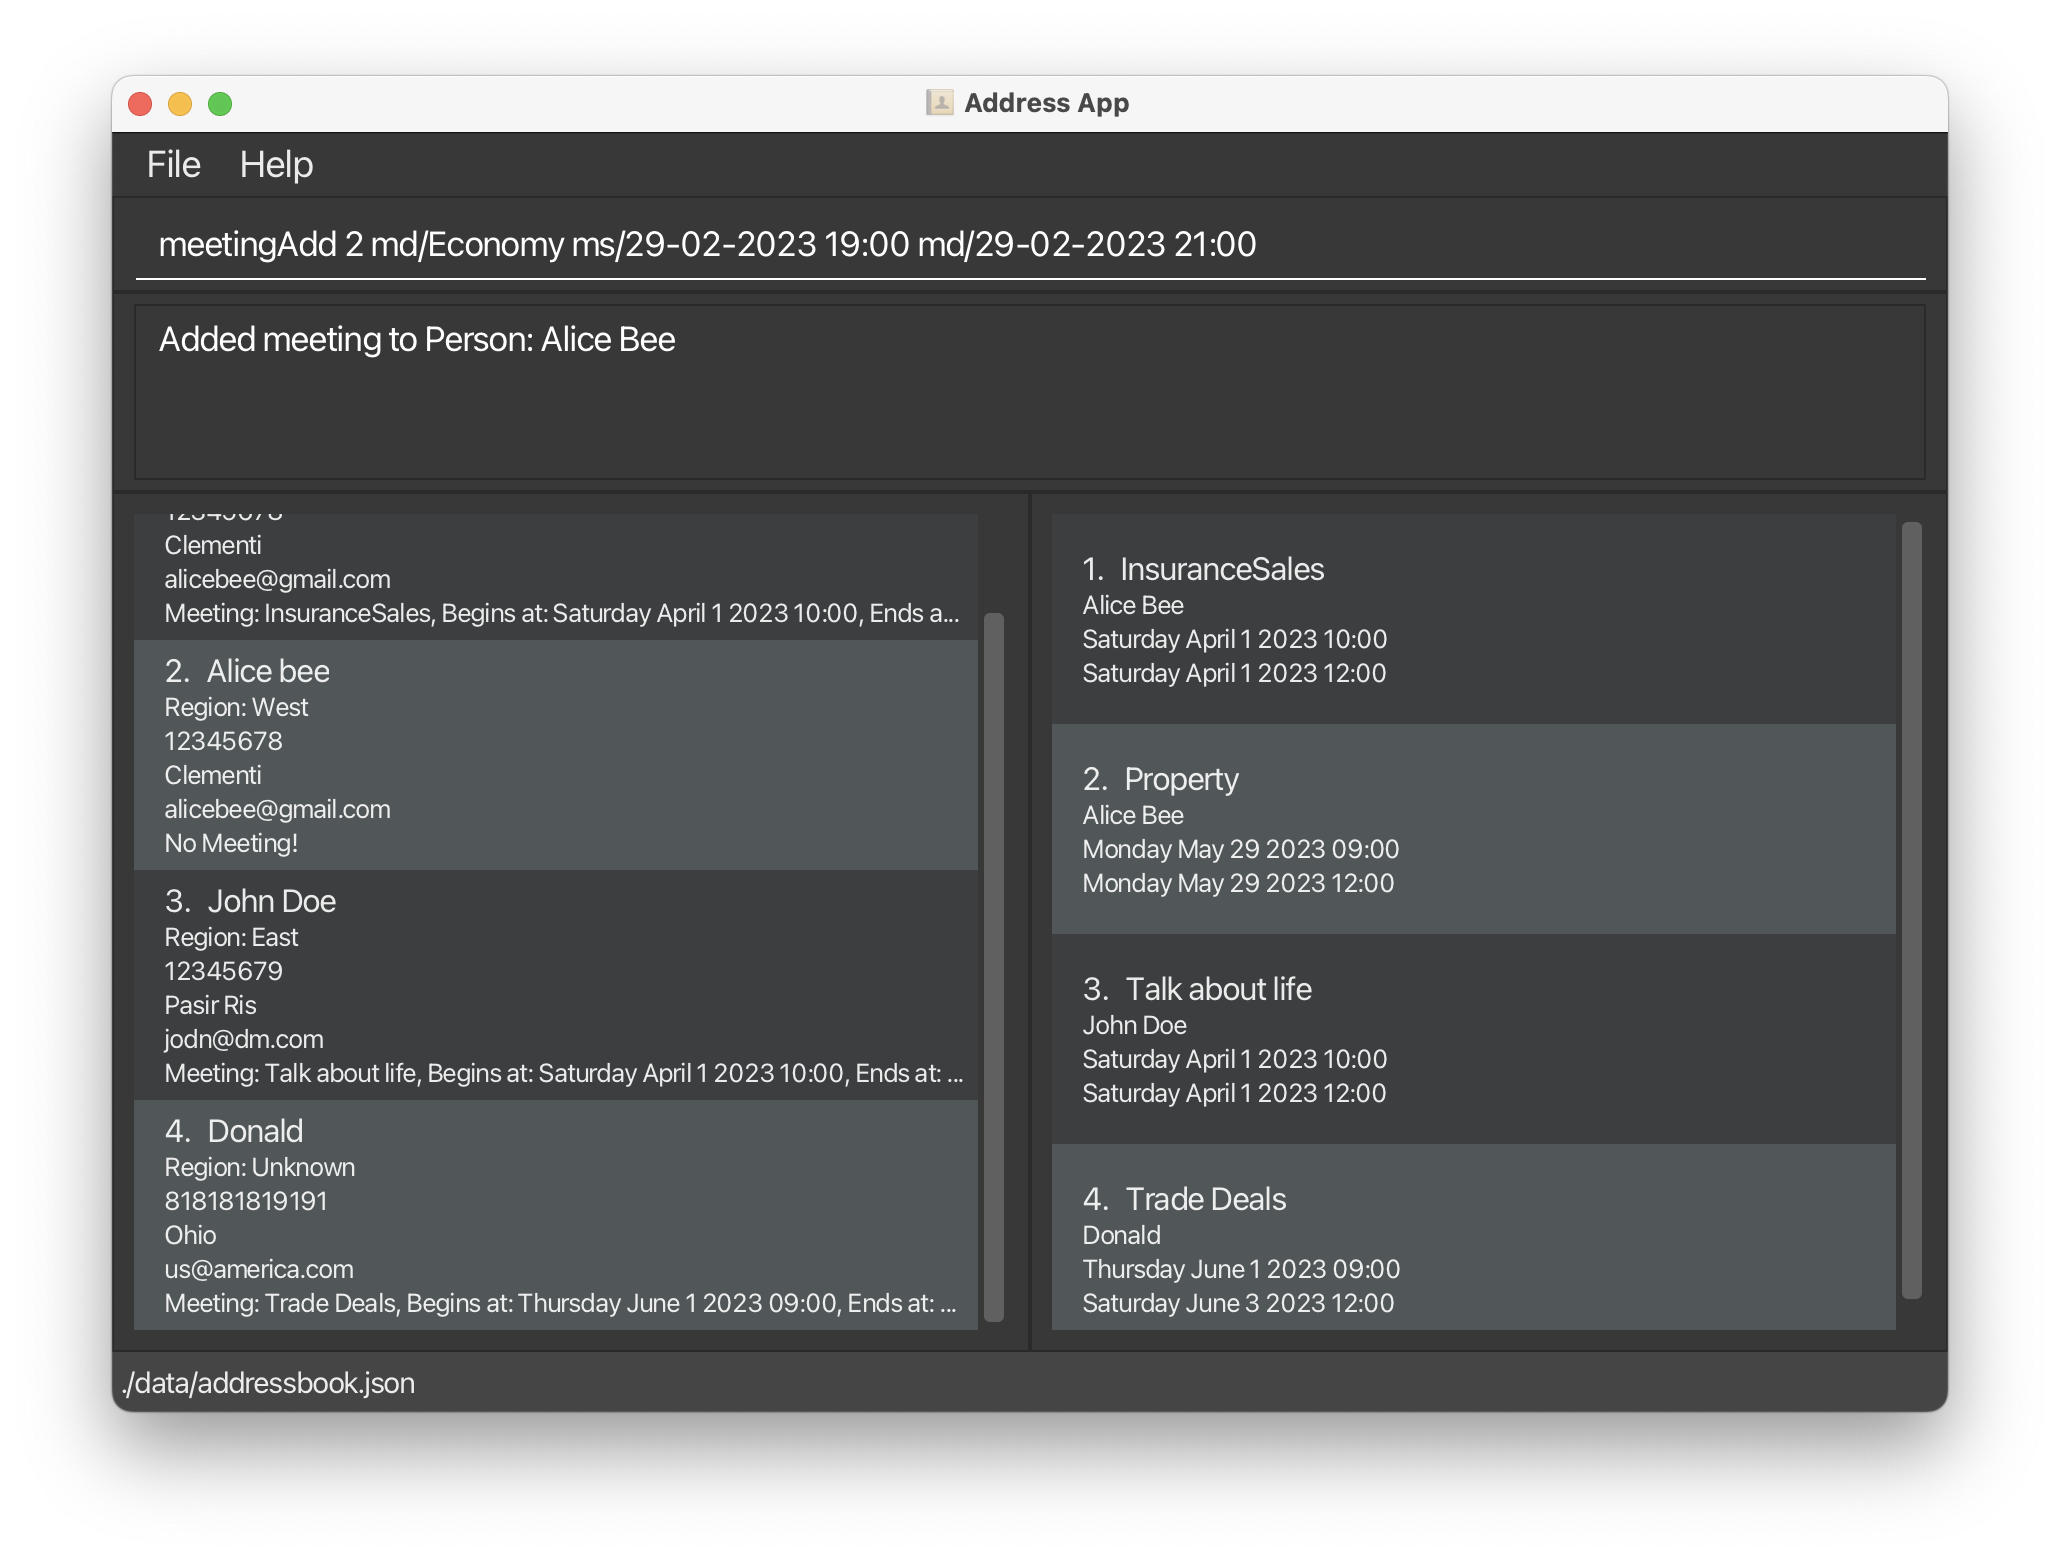 Address App
File Help
meetingAdd 2 md/Economy ms/29-02-2023 19:00 md/29-02-2023 21:00
Added meeting to Person: Alice Bee
12345678
Clementi
alicebee@gmail.com
Meeting: InsuranceSales, Begins at: Saturday April 1 2023 10:00, Ends a...
2. Alice bee
Region: West
12345678
Clementi
alicebee@gmail.com
No Meeting!
3. John Doe
Region: East
12345679
Pasir Ris
jodn@dm.com
Meeting: Talk about life, Begins at: Saturday April 1 2023 10:00, Ends at: ...
4. Donald
Region: Unknown
818181819191
Ohio
us@america.com
Meeting: Trade Deals, Begins at: Thursday June 1 2023 09:00, Ends at: ...
1. InsuranceSales
Alice Bee
Saturday April 1 2023 10:00
Saturday April 1 2023 12:00
2. Property
Alice Bee
Monday May 29 2023 09:00
Monday May 29 2023 12:00
3. Talk about life
John Doe
Saturday April 1 2023 10:00
Saturday April 1 2023 12:00
4. Trade Deals
Donald
Thursday June 1 2023 09:00
Saturday June 3 2023 12:00
./data/addressbook.json